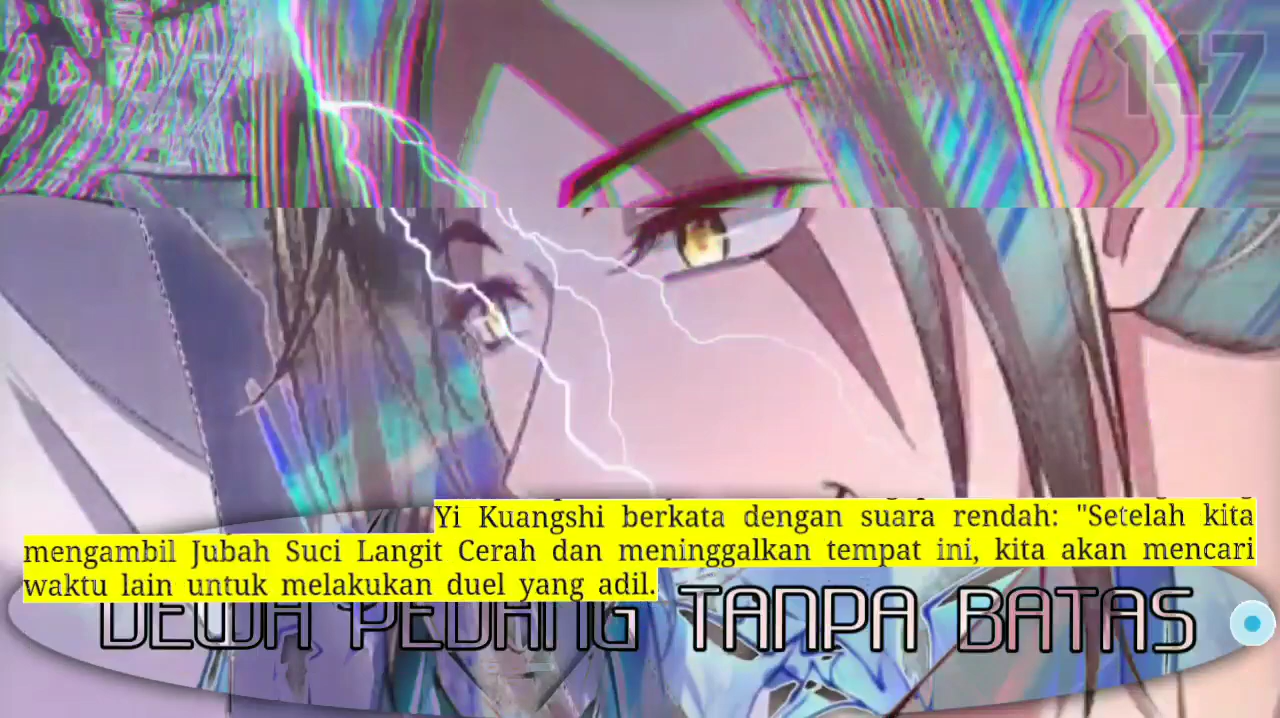 147
Yi Kuangshi berkata dengan suara rendah: "Setelah kita
mengambil Jubah Suci Langit Cerah dan meninggalkan tempat ini, kita akan mencari
waktu lain untuk melakukan duel yang adil.
DEWA PEDANG TANPA BATAS